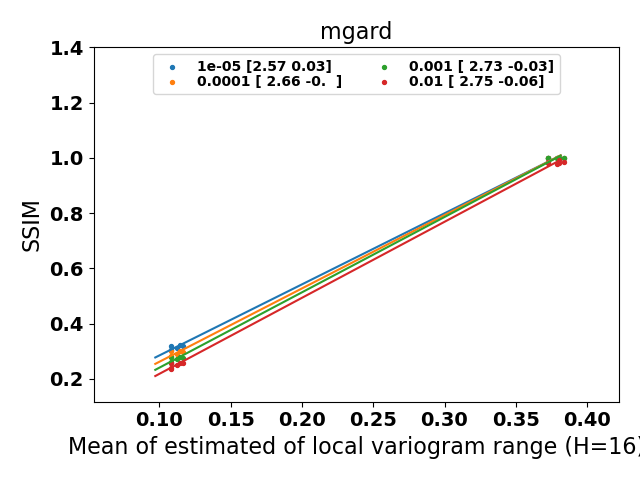 mgard
1e-05 [2.57 0.03]
0.0001 [ 2.66 -0.  ]
0.001 [ 2.73 -0.03]
0.01 [ 2.75 -0.06]
SSIM
1.4
1.2
1.0
0.8
0.6
0.4
0.2
0.10 0.15 0.20 0.25 0.30 0.35 0.40
Mean of estimated of local variogram range (H=16)